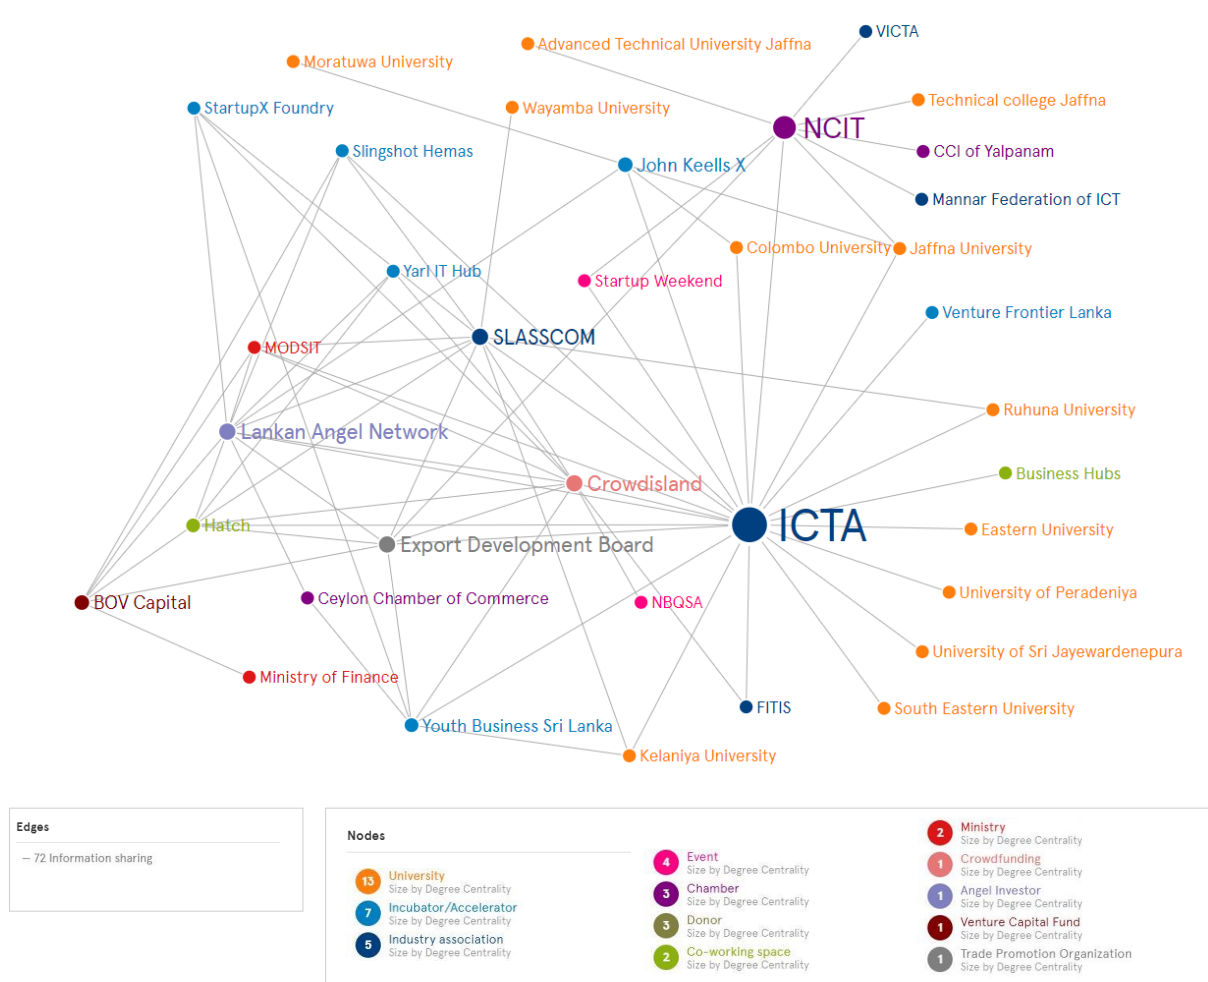 VICTA
Advanced Technical University Jaffna
Moratuwa University
Technical college Jaffna
StartupX Foundry
Wayamba University
NCIT
Slingshot Hemas
CCI of Yalpanam
John Keells X
Mannar Federation of ICT
Colombo University
Jaffna University
Yarl IT Hub
Startup Weekend
Venture Frontier Lanka
SLASSCOM
MODSIT
Ruhuna University
Lankan Angel Network
Business Hubs
Crowdisland
Hatch
ICTA
Eastern University
Export Development Board
University of Peradeniya
Ceylon Chamber of Commerce
BOV Capital
NBQSA
University of Sri Jayewardenepura
Ministry of Finance
FITIS
South Eastern University
Youth Business Sri Lanka
Kelaniya University
Edges
– 72 Information sharing
Nodes
13 University
Size by Degree Centrality
7 Incubator/Accelerator
Size by Degree Centrality
5 Industry association
Size by Degree Centrality
4 Event
Size by Degree Centrality
3 Chamber
Size by Degree Centrality
3 Donor
Size by Degree Centrality
2 Co-working space
Size by Degree Centrality
2 Ministry
Size by Degree Centrality
1 Crowdfunding
Size by Degree Centrality
1 Angel Investor
Size by Degree Centrality
1 Venture Capital Fund
Size by Degree Centrality
1 Trade Promotion Organization
Size by Degree Centrality